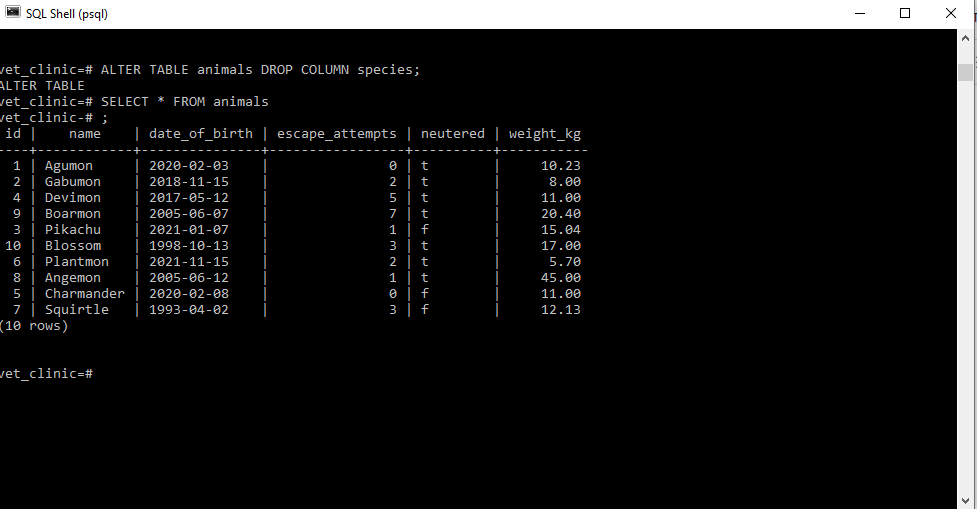 SQL Shell (psql)
vet_clinic=# ALTER TABLE animals DROP COLUMN species;
ALTER TABLE
vet_clinic=# SELECT * FROM animals
vet_clinic-# ;
 id |    name    | date_of_birth | escape_attempts | neutered | weight_kg
----+------------+---------------+-----------------+----------+-----------
  1 | Agumon     | 2020-02-03    |               0 | t        |     10.23
  2 | Gabumon    | 2018-11-15    |               2 | t        |      8.00
  4 | Devimon    | 2017-05-12    |               5 | t        |     11.00
  9 | Boarmon    | 2005-06-07    |               7 | t        |     20.40
  3 | Pikachu    | 2021-01-07    |               1 | f        |     15.04
 10 | Blossom    | 1998-10-13    |               3 | t        |     17.00
  6 | Plantmon   | 2021-11-15    |               2 | t        |      5.70
  8 | Angemon    | 2005-06-12    |               1 | t        |     45.00
  5 | Charmander | 2020-02-08    |               0 | f        |     11.00
  7 | Squirtle   | 1993-04-02    |               3 | f        |     12.13
(10 rows)
vet_clinic=#